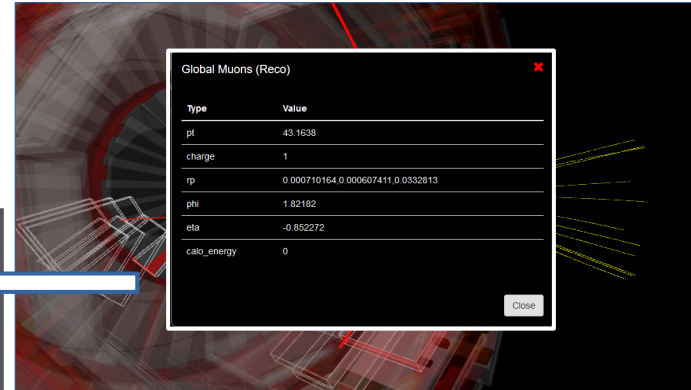 Global Muons (Reco)
Type Value
pt 43.1638
charge 1
rp 0.000710164,0.000607411,0.0332813
phi 1.82182
eta -0.852272
calo_energy 0
Close